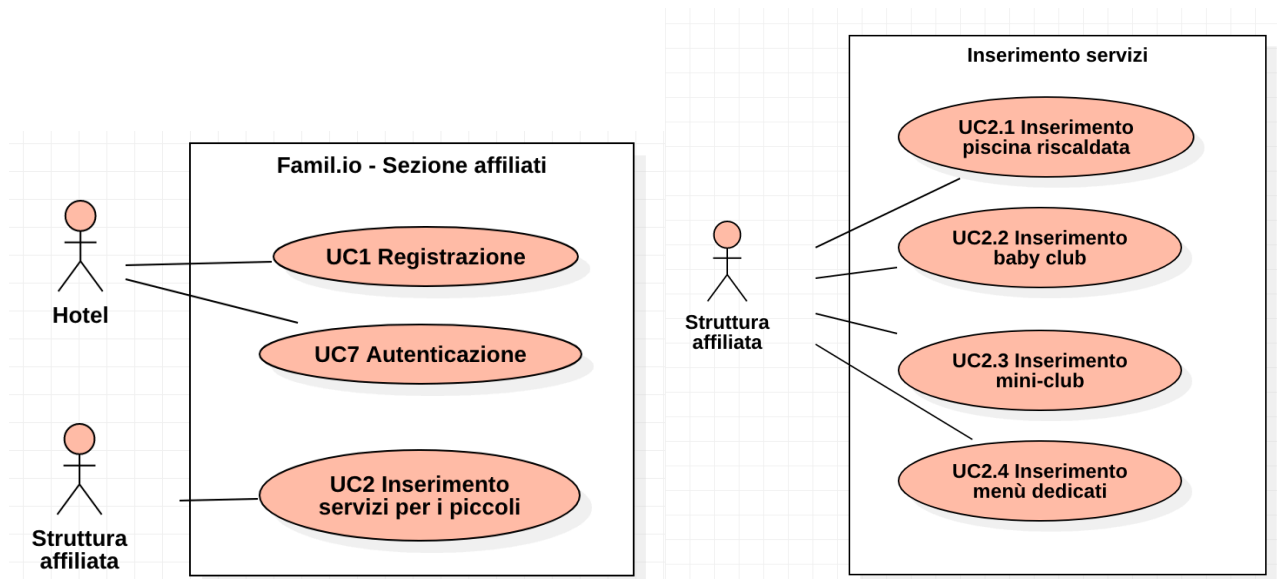 Famil.io - Sezione affiliati
UC1 Registrazione
Hotel
UC7 Autenticazione
UC2 Inserimento
servizi per i piccoli
Struttura
affiliata
Inserimento servizi
UC2.1 Inserimento
piscina riscaldata
UC2.2 Inserimento
baby club
Struttura
affiliata
UC2.3 Inserimento
mini-club
UC2.4 Inserimento
menù dedicati